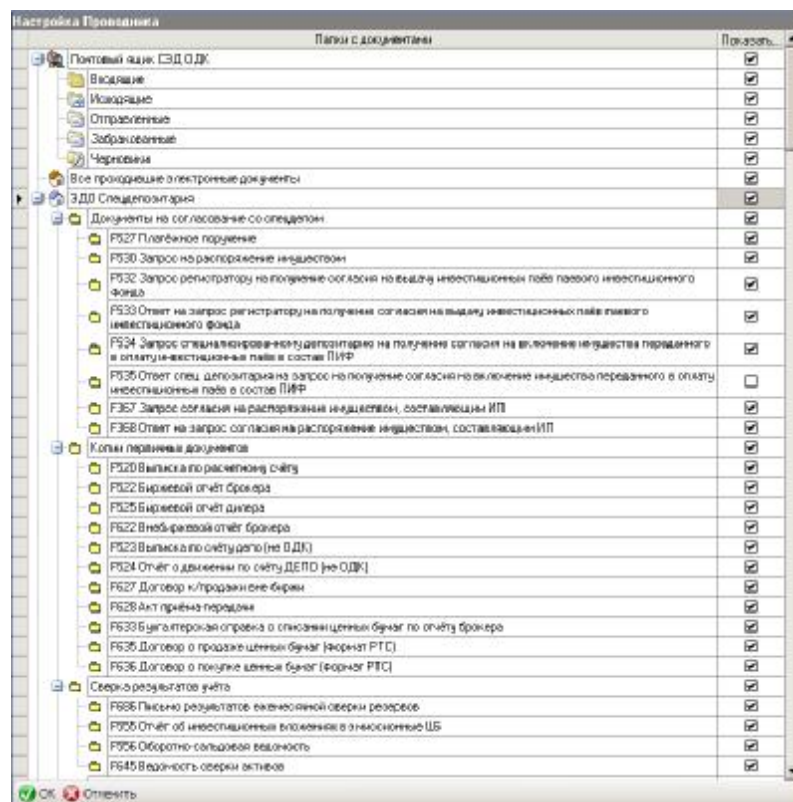 Настройка Проводника
Папки с документами Показать...
Почтовый ящик СЭД ОДК
Входящие
Исходящие
Отправленные
Забракованные
Черновики
Все проходившие электронные документы
ЭДО Спецдепозитария
Документы на согласование со спецдепом
F527 Платёжное поручение
F530 Запрос на распоряжение имуществом
F532 Запрос регистратору на получение согласия на выдачу инвестиционных паёв паевого инвестиционного
фонда
F533 Ответ на запрос регистратору на получение согласия на выдачу инвестиционных паёв паевого
инвестиционного фонда
F534 Запрос специализированному депозитарию на получение согласия на включение имущества переданного
в оплату инвестиционных паёв в состав ПИФ
F535 Ответ спец. депозитария на запрос на получение согласия на включение имущества переданного в оплату
инвестиционных паёв в состав ПИФ
F367 Запрос согласия на распоряжение имуществом, составляющим ИП
F368 Ответ на запрос согласия на распоряжение имуществом, составляющим ИП
Копии первичных документов
F520 Выписка по расчетному счёту
F522 Биржевой отчёт брокера
F525 Биржевой отчёт дилера
F622 Внебиржевой отчёт брокера
F523 Выписка по счёту депо (не ОДК)
F524 Отчёт о движении по счёту ДЕПО (не ОДК)
F627 Договор к/продажи вне биржи
F628 Акт приёма-передачи
F633 Бухгалтерская справка о списании ценных бумаг по отчёту брокера
F635 Договор о продаже ценных бумаг (формат РТС)
F636 Договор о покупке ценных бумаг (формат РТС)
Сверка результатов учёта
F686 Письмо результатов ежемесячной сверки резервов
F955 Отчёт об инвестиционных вложениях в эмиссионные ЦБ
F956 Оборотно-сальдовая ведомость
F645 Ведомость сверки активов
OK Отменить